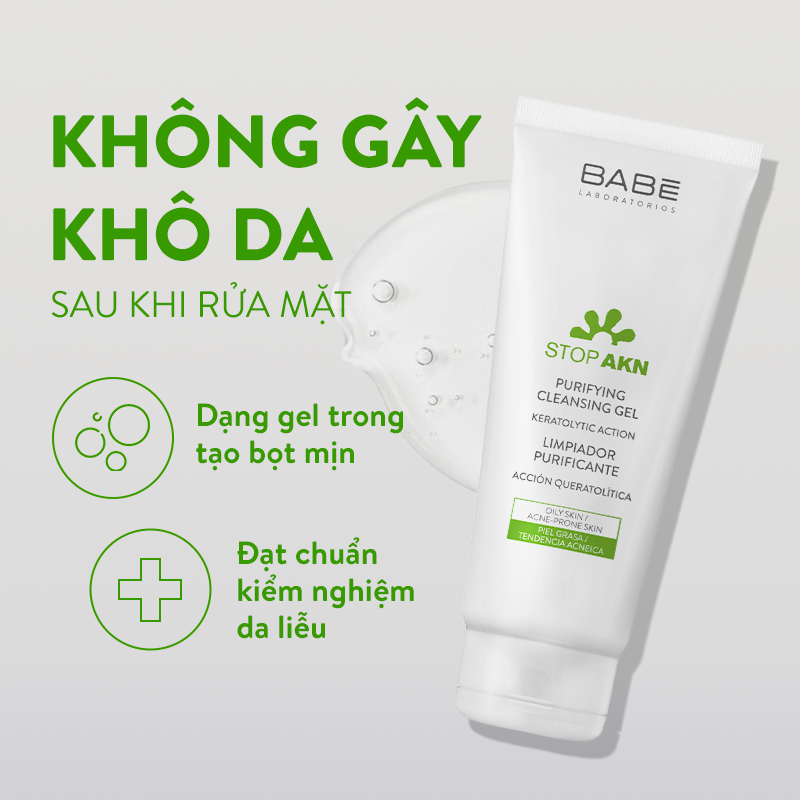 KHÔNG GÂY
KHÔ DA
SAU KHI RỬA MẶT
Dạng gel trong
tạo bọt mịn
Đạt chuẩn
kiểm nghiệm
da liễu
BABĒ
LABORATORIOS
STOP AKN
PURIFYING
CLEANSING GEL
KERATOLYTIC ACTION
LIMPIADOR
PURIFICANTE
ACCIÓN QUERATOLÍTICA
OILY SKIN /
ACNE-PRONE SKIN
PIEL GRASA /
TENDENCIA ACNEICA